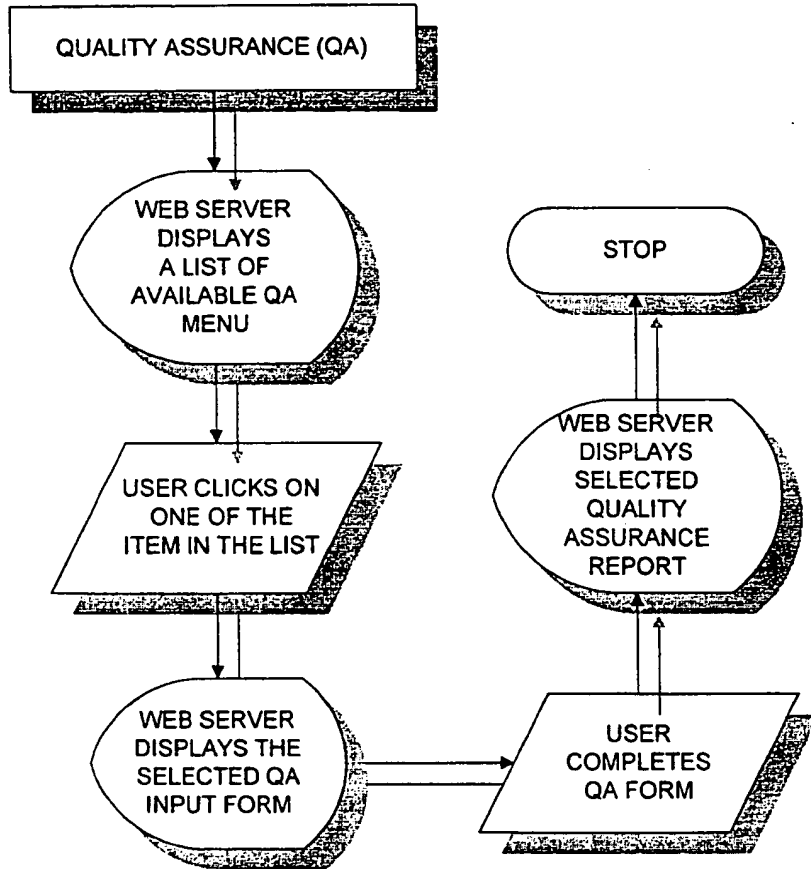 QUALITY ASSURANCE (QA)
WEB SERVER
DISPLAYS
A LIST OF
AVAILABLE QA
MENU
USER CLICKS ON
ONE OF THE
ITEM IN THE LIST
WEB SERVER
DISPLAYS THE
SELECTED QA
INPUT FORM
USER
COMPLETES
QA FORM
WEB SERVER
DISPLAYS
SELECTED
QUALITY
ASSURANCE
REPORT
STOP